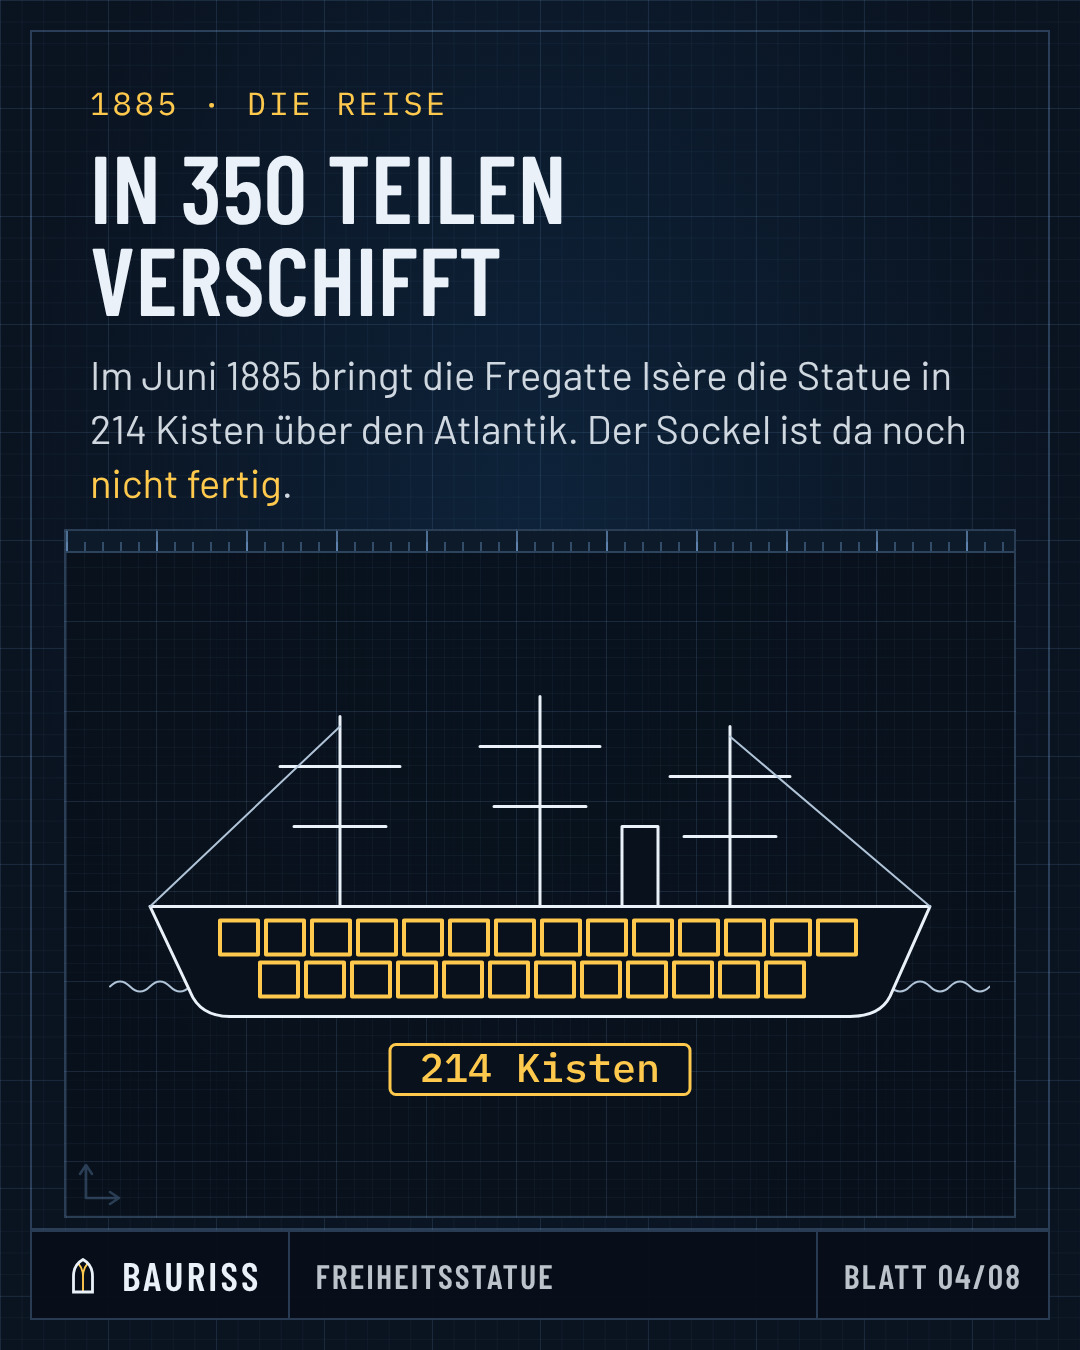 1885 · DIE REISE
IN 350 TEILEN
VERSCHIFFT
Im Juni 1885 bringt die Fregatte Isère die Statue in
214 Kisten über den Atlantik. Der Sockel ist da noch
nicht fertig.
214 Kisten
BAURISS
FREIHEITSSTATUE
BLATT 04/08